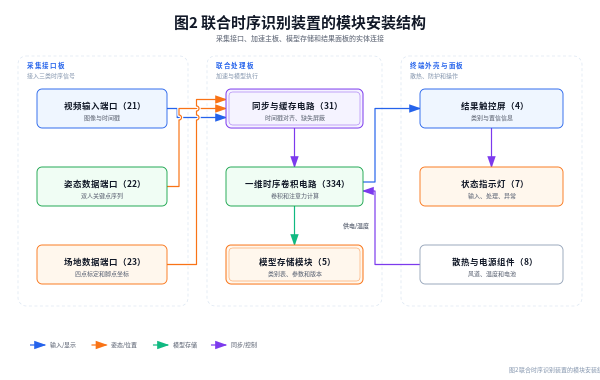 图2 联合时序识别装置的模块安装结构
采集接口、加速主板、模型存储和结果面板的实体连接
采集接口板
接入三类时序信号
联合处理板
加速与模型执行
终端外壳与面板
散热、防护和操作
视频输入端口（21）
图像与时间戳
同步与缓存电路（31）
时间戳对齐、缺失屏蔽
结果触控屏（4）
类别与置信信息
姿态数据端口（22）
双人关键点序列
一维时序卷积电路（334）
卷积和注意力计算
状态指示灯（7）
输入、处理、异常
供电/温度
场地数据端口（23）
四点标定和脚点坐标
模型存储模块（5）
类别表、参数和版本
散热与电源组件（8）
风道、温度和电池
输入/显示
姿态/位置
模型存储
同步/控制
图2 联合时序识别装置的模块安装结